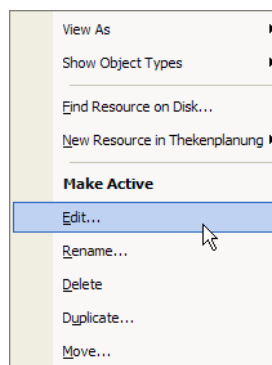 View As
Show Object Types
Find Resource on Disk...
New Resource in Thekenplanung
Make Active
Edit...
Rename...
Delete
Duplicate...
Move...